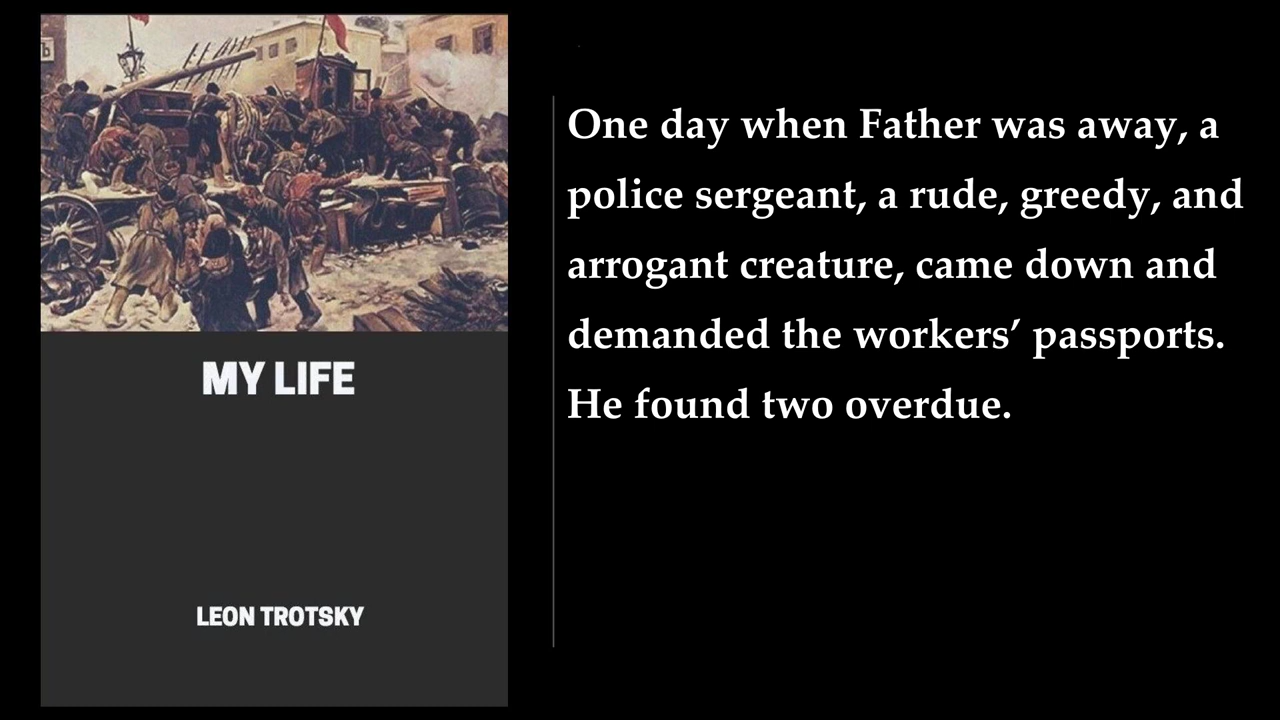 MY LIFE
LEON TROTSKY
One day when Father was away, a
police sergeant, a rude, greedy, and
arrogant creature, came down and
demanded the workers’ passports.
He found two overdue.